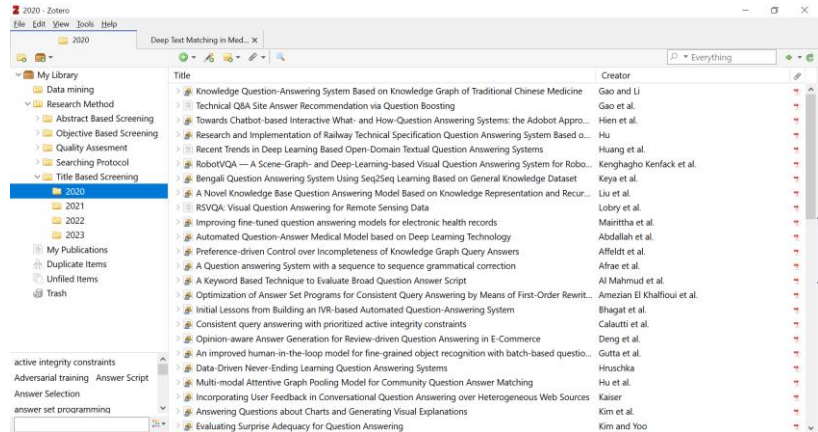 2020 - Zotero
File Edit View Tools Help
2020
Deep Text Matching in Med...
Everything
My Library
Data mining
Research Method
Abstract Based Screening
Objective Based Screening
Quality Assesment
Searching Protocol
Title Based Screening
2020
2021
2022
2023
My Publications
Duplicate Items
Unfiled Items
Trash
active integrity constraints
Adversarial training Answer Script
Answer Selection
answer set programming
Title Creator
Knowledge Question-Answering System Based on Knowledge Graph of Traditional Chinese Medicine Gao and Li
Technical Q8A Site Answer Recommendation via Question Boosting Gao et al.
Towards Chatbot-based Interactive What- and How-Question Answering Systems: the Adobot Appro... Hien et al.
Research and Implementation of Railway Technical Specification Question Answering System Based o... Hu
Recent Trends in Deep Learning Based Open-Domain Textual Question Answering Systems Huang et al.
RobotVQA — A Scene-Graph- and Deep-Learning-based Visual Question Answering System for Robo... Kenghagho Kenfack et al.
Bengali Question Answering System Using Seq2Seq Learning Based on General Knowledge Dataset Keya et al.
A Novel Knowledge Base Question Answering Model Based on Knowledge Representation and Recur... Liu et al.
RSVQA: Visual Question Answering for Remote Sensing Data Lobry et al.
Improving fine-tuned question answering models for electronic health records Mairittha et al.
Automated Question-Answer Medical Model based on Deep Learning Technology Abdallah et al.
Preference-driven Control over Incompleteness of Knowledge Graph Query Answers Affeldt et al.
A Question answering System with a sequence to sequence grammatical correction Afrae et al.
A Keyword Based Technique to Evaluate Broad Question Answer Script Al Mahmud et al.
Optimization of Answer Set Programs for Consistent Query Answering by Means of First-Order Rewrit... Amezian El Khalfioui et al.
Initial Lessons from Building an IVR-based Automated Question-Answering System Bhagat et al.
Consistent query answering with prioritized active integrity constraints Calautti et al.
Opinion-aware Answer Generation for Review-driven Question Answering in E-Commerce Deng et al.
An improved human-in-the-loop model for fine-grained object recognition with batch-based questio... Gutta et al.
Data-Driven Never-Ending Learning Question Answering Systems Hruschka
Multi-modal Attentive Graph Pooling Model for Community Question Answer Matching Hu et al.
Incorporating User Feedback in Conversational Question Answering over Heterogeneous Web Sources Kaiser
Answering Questions about Charts and Generating Visual Explanations Kim et al.
Evaluating Surprise Adequacy for Question Answering Kim and Yoo